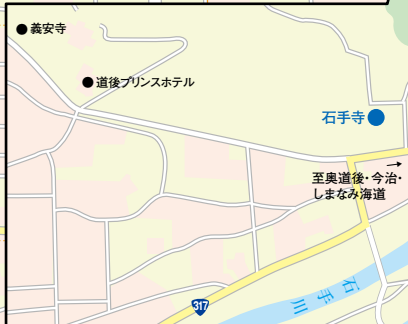 義安寺
道後プリンスホテル
石手寺
至奥道後・今治・
しまなみ海道
317
石手川